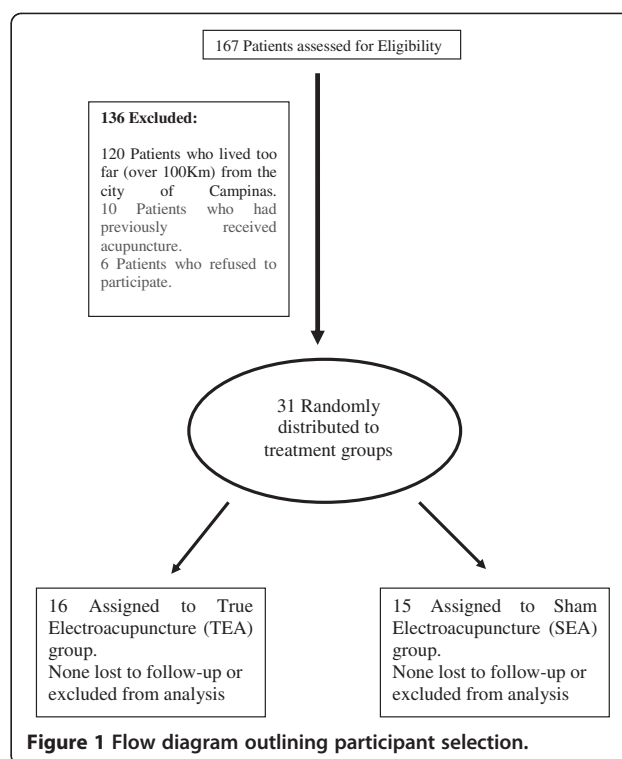 167 Patients assessed for Eligibility
136 Excluded:
120 Patients who lived too
far (over 100Km) from the
city of Campinas.
10 Patients who had
previously received
acupuncture.
6 Patients who refused to
participate.
31 Randomly
distributed to
treatment groups
16 Assigned to True
Electroacupuncture (TEA)
group.
None lost to follow-up or
excluded from analysis
15 Assigned to Sham
Electroacupuncture (SEA)
group.
None lost to follow-up or
excluded from analysis
Figure 1 Flow diagram outlining participant selection.